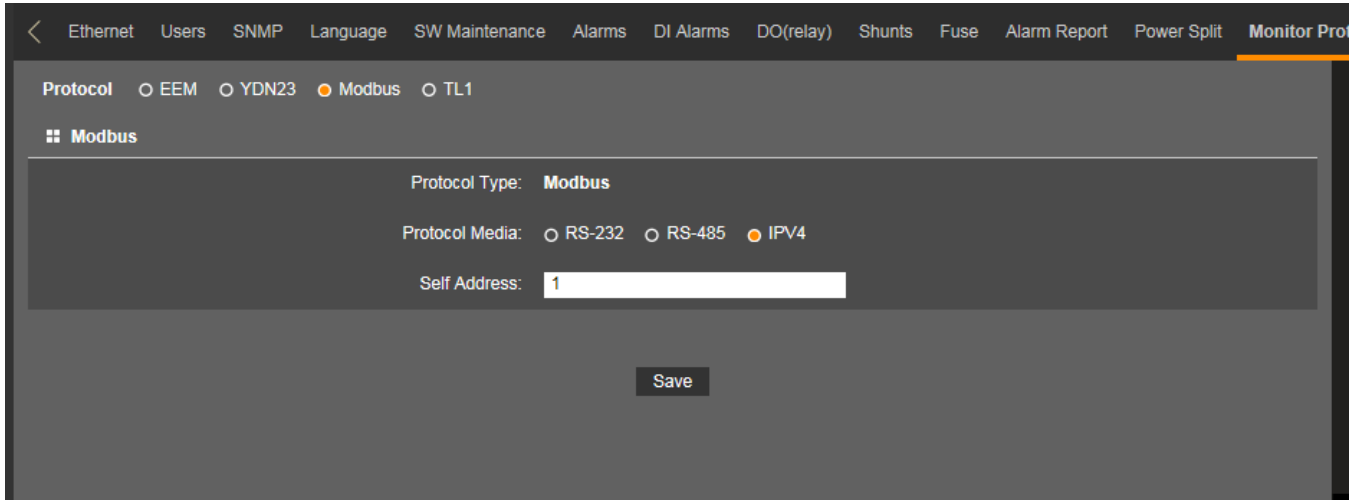 Ethernet Users SNMP Language SW Maintenance Alarms DI Alarms DO(relay) Shunts Fuse Alarm Report Power Split Monitor Prot
Protocol EEM YDN23 Modbus TL1
Modbus
Protocol Type: Modbus
Protocol Media: RS-232 RS-485 IPV4
Self Address: 1
Save